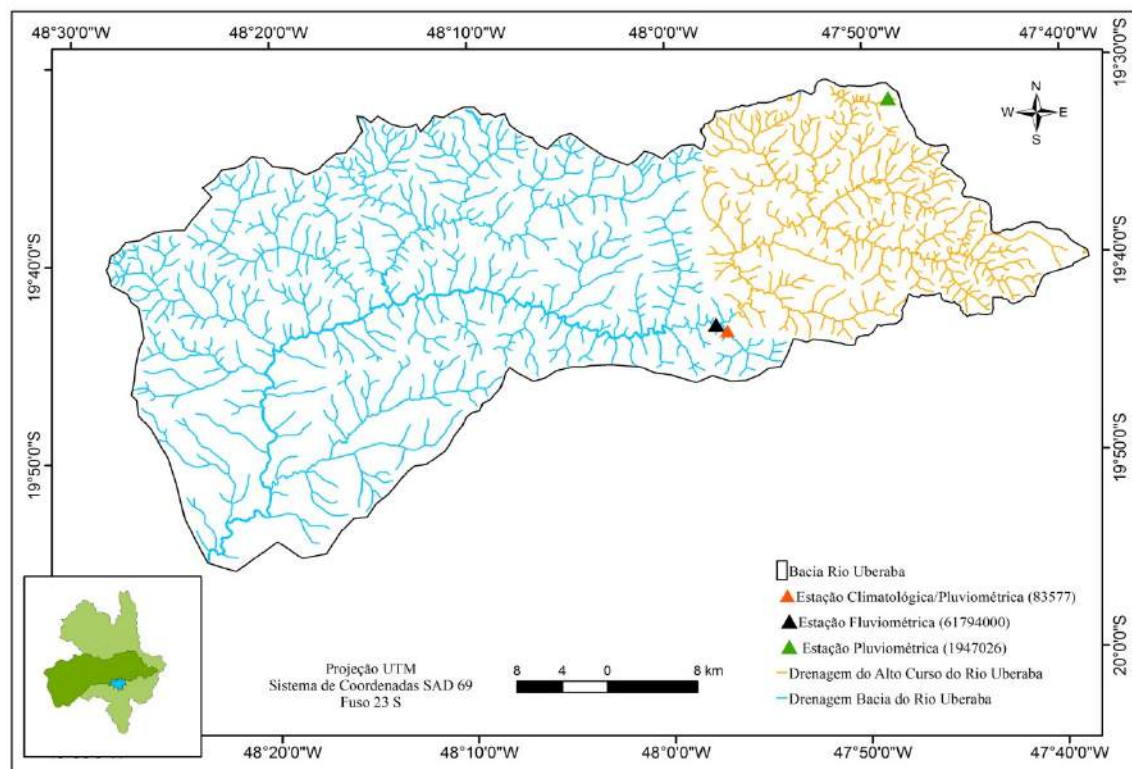 48°30'0"W 48°20'0"W 48°10'0"W 48°0'0"W 47°50'0"W 47°40'0"W
19°30'0"S
N
W E
S
19°40'0"S 19°40'0"S
19°50'0"S 19°50'0"S
20°0'0"S
Bacia Rio Uberaba
Estação Climatológica/Pluviométrica (83577)
Estação Fluviométrica (61794000)
Estação Pluviométrica (1947026)
Drenagem do Alto Curso do Rio Uberaba
Drenagem Bacia do Rio Uberaba
Projeção UTM
Sistema de Coordenadas SAD 69
Fuso 23 S
8 4 0 8 km
48°20'0"W 48°10'0"W 48°0'0"W 47°50'0"W 47°40'0"W